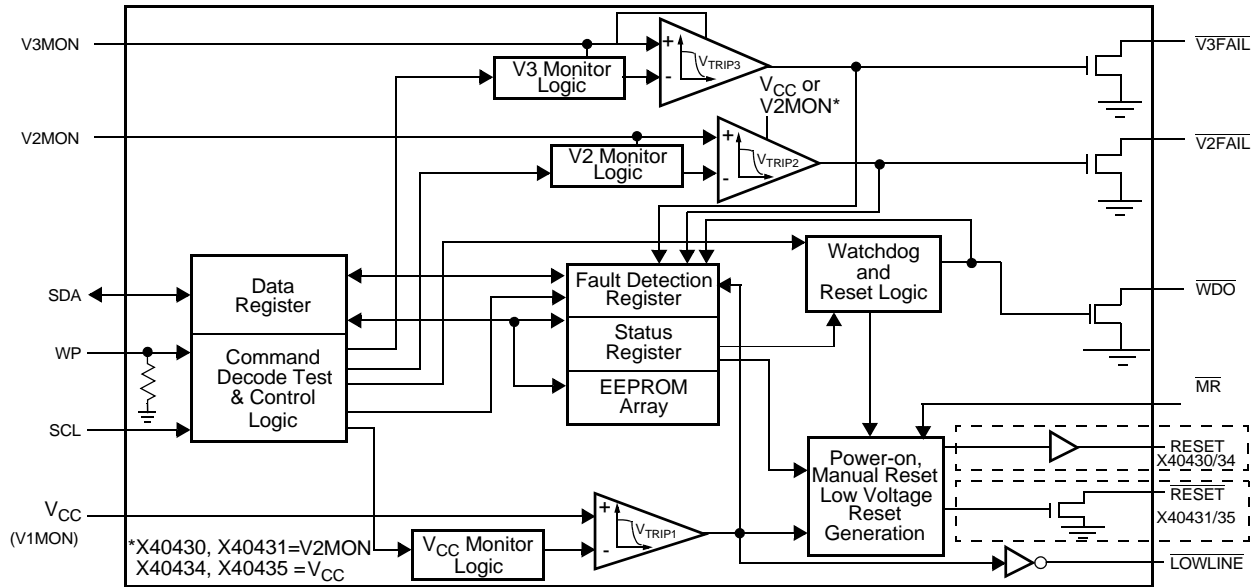 V3MON
+
-
VTRIP3
V3 Monitor
Logic
VCC or
V2MON*
V3FAIL
V2MON
+
-
VTRIP2
V2 Monitor
Logic
V2FAIL
SDA
WP
SCL
Data
Register
Command
Decode Test
& Control
Logic
Fault Detection
Register
Status
Register
EEPROM
Array
Watchdog
and
Reset Logic
WDO
MR
Power-on,
Manual Reset
Low Voltage
Reset
Generation
RESET
X40430/34
RESET
X40431/35
VCC
(V1MON)
+
-
VTRIP1
VCC Monitor
Logic
*X40430, X40431=V2MON
X40434, X40435 =VCC
LOWLINE